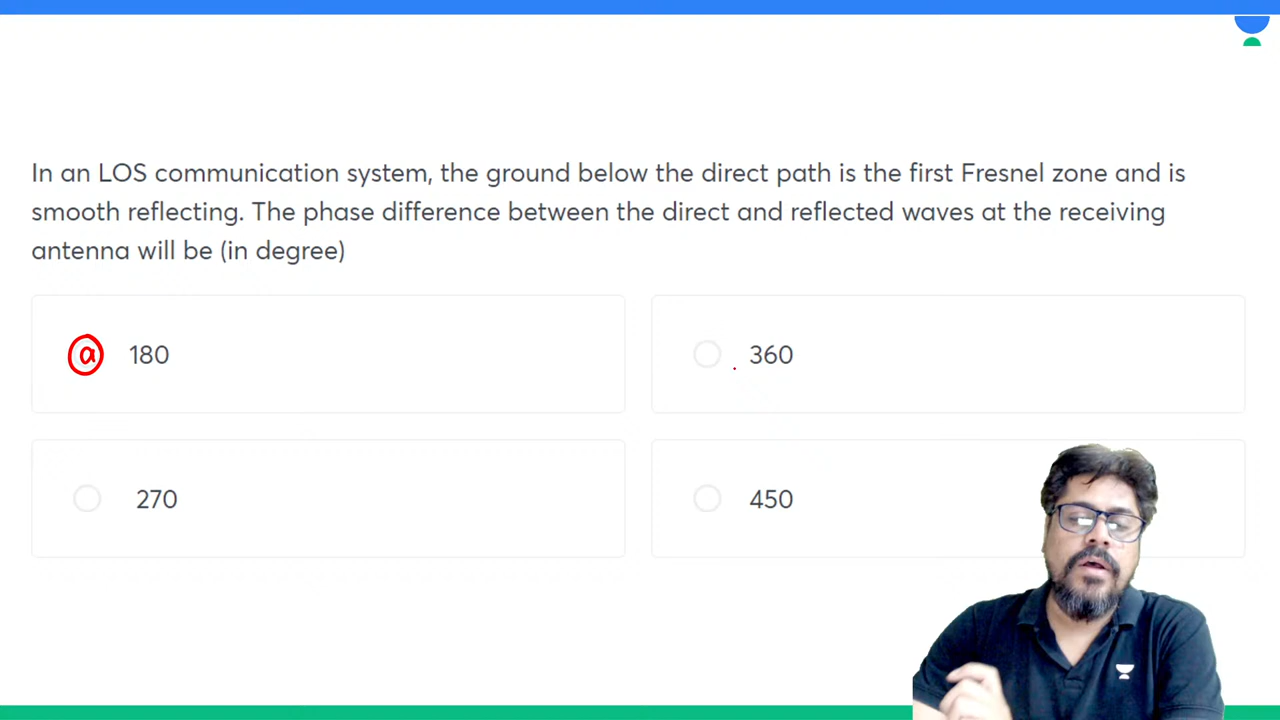 In an LOS communication system, the ground below the direct path is the first Fresnel zone and is
smooth reflecting. The phase difference between the direct and reflected waves at the receiving
antenna will be (in degree)
a 180
360
270
450